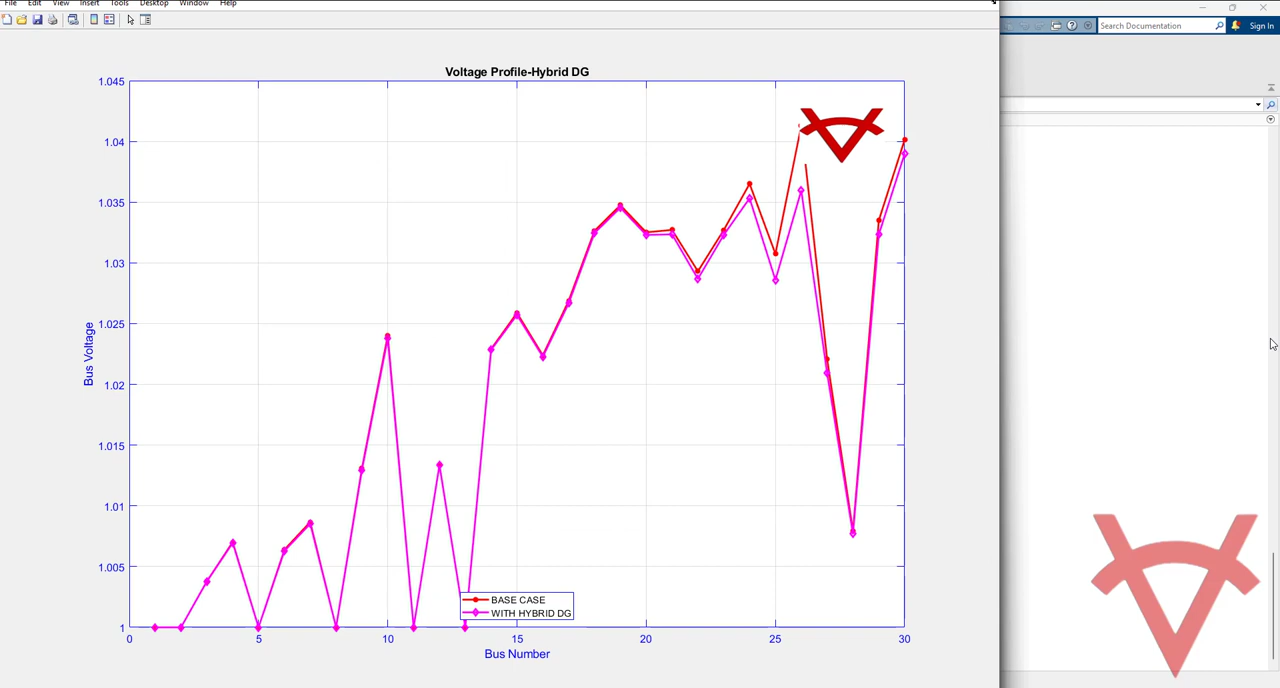 File Edit View Insert Tools Desktop Window Help
Search Documentation
Sign In
Voltage Profile-Hybrid DG
1.045
1.04
1.035
1.03
1.025
1.02
1.015
1.01
1.005
1
Bus Voltage
BASE CASE
WITH HYBRID DG
0 5 10 15 20 25 30
Bus Number